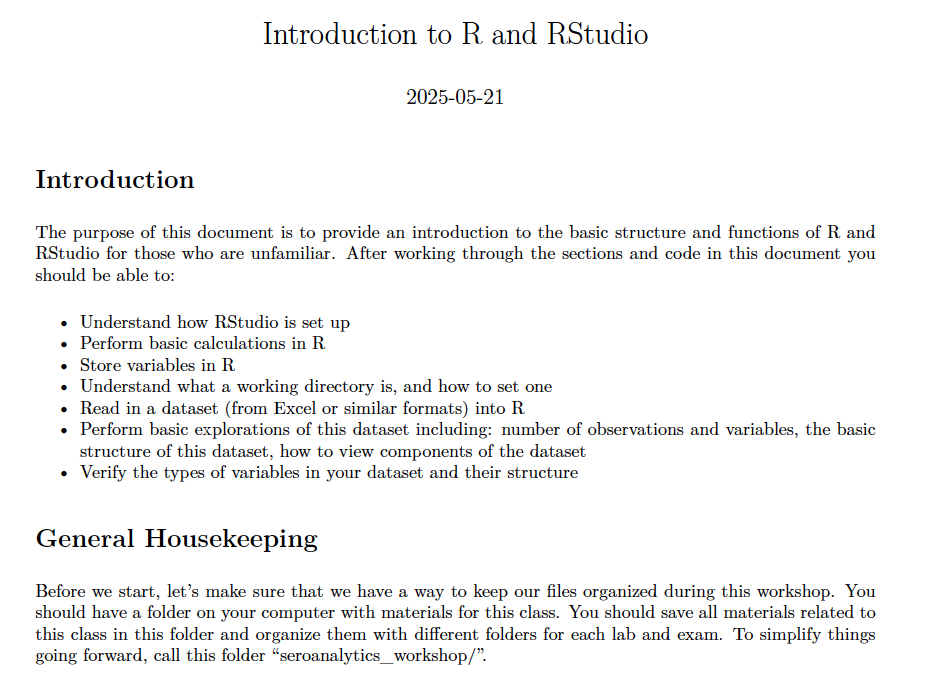 Introduction to R and RStudio
2025-05-21
Introduction
The purpose of this document is to provide an introduction to the basic structure and functions of R and
RStudio for those who are unfamiliar. After working through the sections and code in this document you
should be able to:
• Understand how RStudio is set up
• Perform basic calculations in R
• Store variables in R
• Understand what a working directory is, and how to set one
• Read in a dataset (from Excel or similar formats) into R
• Perform basic explorations of this dataset including: number of observations and variables, the basic
structure of this dataset, how to view components of the dataset
• Verify the types of variables in your dataset and their structure
General Housekeeping
Before we start, let’s make sure that we have a way to keep our files organized during this workshop. You
should have a folder on your computer with materials for this class. You should save all materials related to
this class in this folder and organize them with different folders for each lab and exam. To simplify things
going forward, call this folder “seroanalytics_workshop/”.